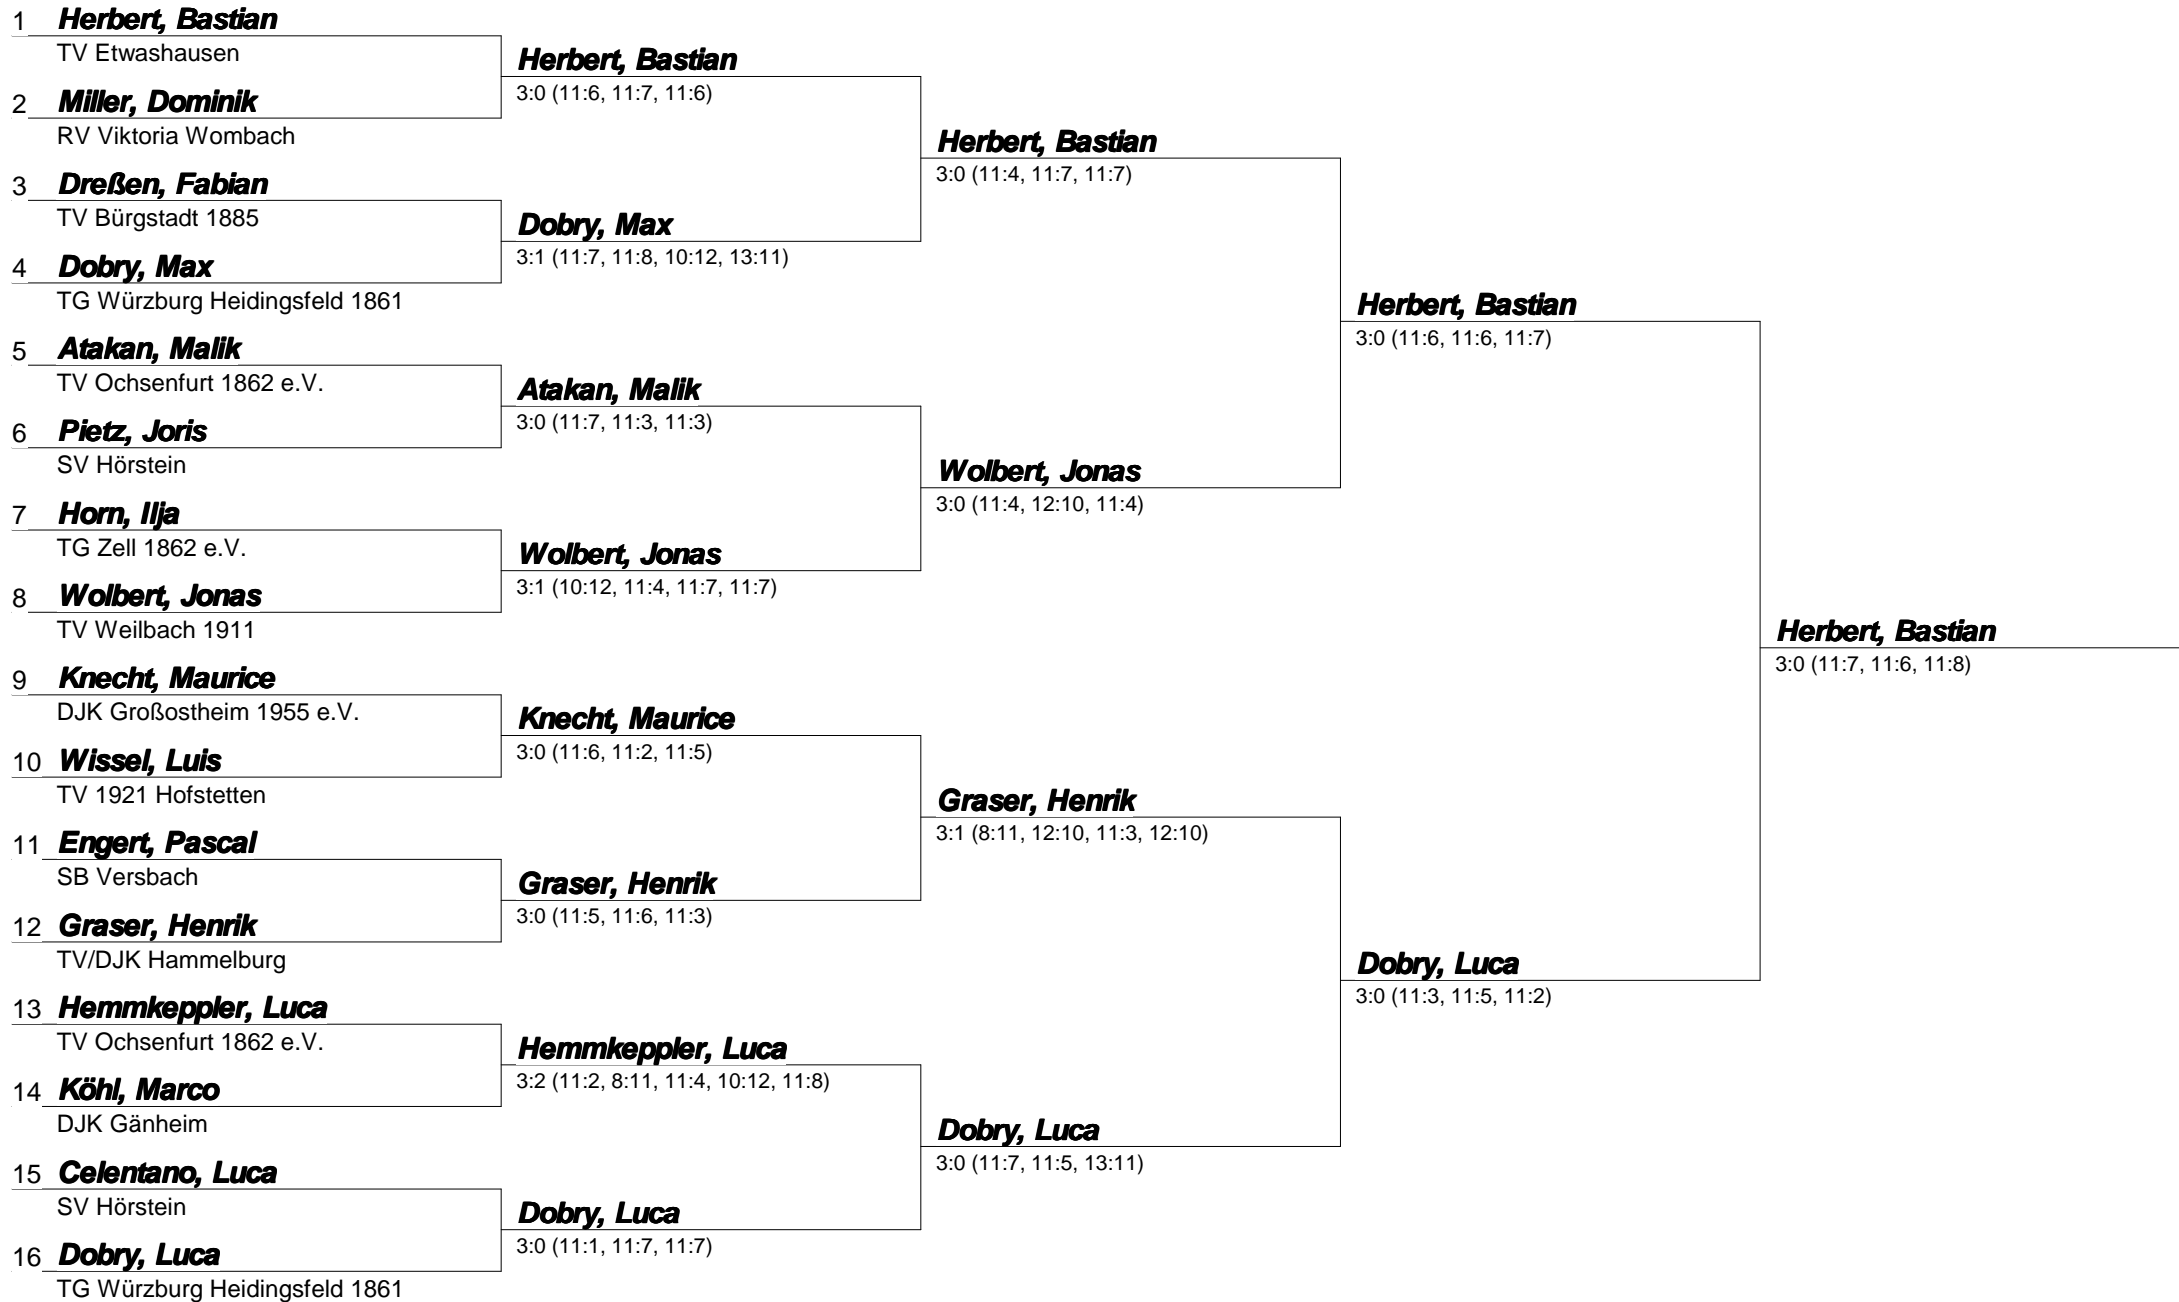 1 Herbert, Bastian
TV Etwashausen
2 Miller, Dominik
RV Viktoria Wombach
3 Dreßen, Fabian
TV Bürgstadt 1885
4 Dobry, Max
TG Würzburg Heidingsfeld 1861
5 Atakan, Malik
TV Ochsenfurt 1862 e.V.
6 Pietz, Joris
SV Hörstein
7 Horn, Ilja
TG Zell 1862 e.V.
8 Wolbert, Jonas
TV Weilbach 1911
9 Knecht, Maurice
DJK Großostheim 1955 e.V.
10 Wissel, Luis
TV 1921 Hofstetten
11 Engert, Pascal
SB Versbach
12 Graser, Henrik
TV/DJK Hammelburg
13 Hemmkeppler, Luca
TV Ochsenfurt 1862 e.V.
14 Köhl, Marco
DJK Gänheim
15 Celentano, Luca
SV Hörstein
16 Dobry, Luca
TG Würzburg Heidingsfeld 1861
Herbert, Bastian
3:0 (11:6, 11:7, 11:6)
Dobry, Max
3:1 (11:7, 11:8, 10:12, 13:11)
Atakan, Malik
3:0 (11:7, 11:3, 11:3)
Wolbert, Jonas
3:1 (10:12, 11:4, 11:7, 11:7)
Knecht, Maurice
3:0 (11:6, 11:2, 11:5)
Graser, Henrik
3:0 (11:5, 11:6, 11:3)
Hemmkeppler, Luca
3:2 (11:2, 8:11, 11:4, 10:12, 11:8)
Dobry, Luca
3:0 (11:1, 11:7, 11:7)
Herbert, Bastian
3:0 (11:4, 11:7, 11:7)
Wolbert, Jonas
3:0 (11:4, 12:10, 11:4)
Graser, Henrik
3:1 (8:11, 12:10, 11:3, 12:10)
Dobry, Luca
3:0 (11:7, 11:5, 13:11)
Herbert, Bastian
3:0 (11:6, 11:6, 11:7)
Dobry, Luca
3:0 (11:3, 11:5, 11:2)
Herbert, Bastian
3:0 (11:7, 11:6, 11:8)